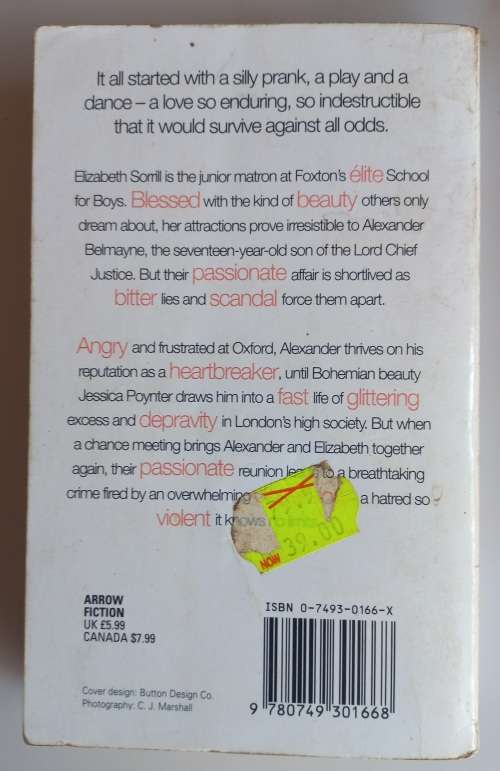 It all started with a silly prank, a play and a
dance – a love so enduring, so indestructible
that it would survive against all odds.
Elizabeth Sorrill is the junior matron at Foxton's élite School
for Boys. Blessed with the kind of beauty others only
dream about, her attractions prove irresistible to Alexander
Belmayne, the seventeen-year-old son of the Lord Chief
Justice. But their passionate affair is shortlived as
bitter lies and scandal force them apart.
Angry and frustrated at Oxford, Alexander thrives on his
reputation as a heartbreaker, until Bohemian beauty
Jessica Poynter draws him into a fast life of glittering
excess and depravity in London's high society. But when
a chance meeting brings Alexander and Elizabeth together
again, their passionate reunion to a breathtaking
crime fired by an overwhelming a hatred so
violent it knows
NOW 39.00
ARROW
FICTION
UK £5.99
CANADA $7.99
ISBN 0-7493-0166-X
Cover design: Button Design Co.
Photography: C. J. Marshall
9 780749 301668